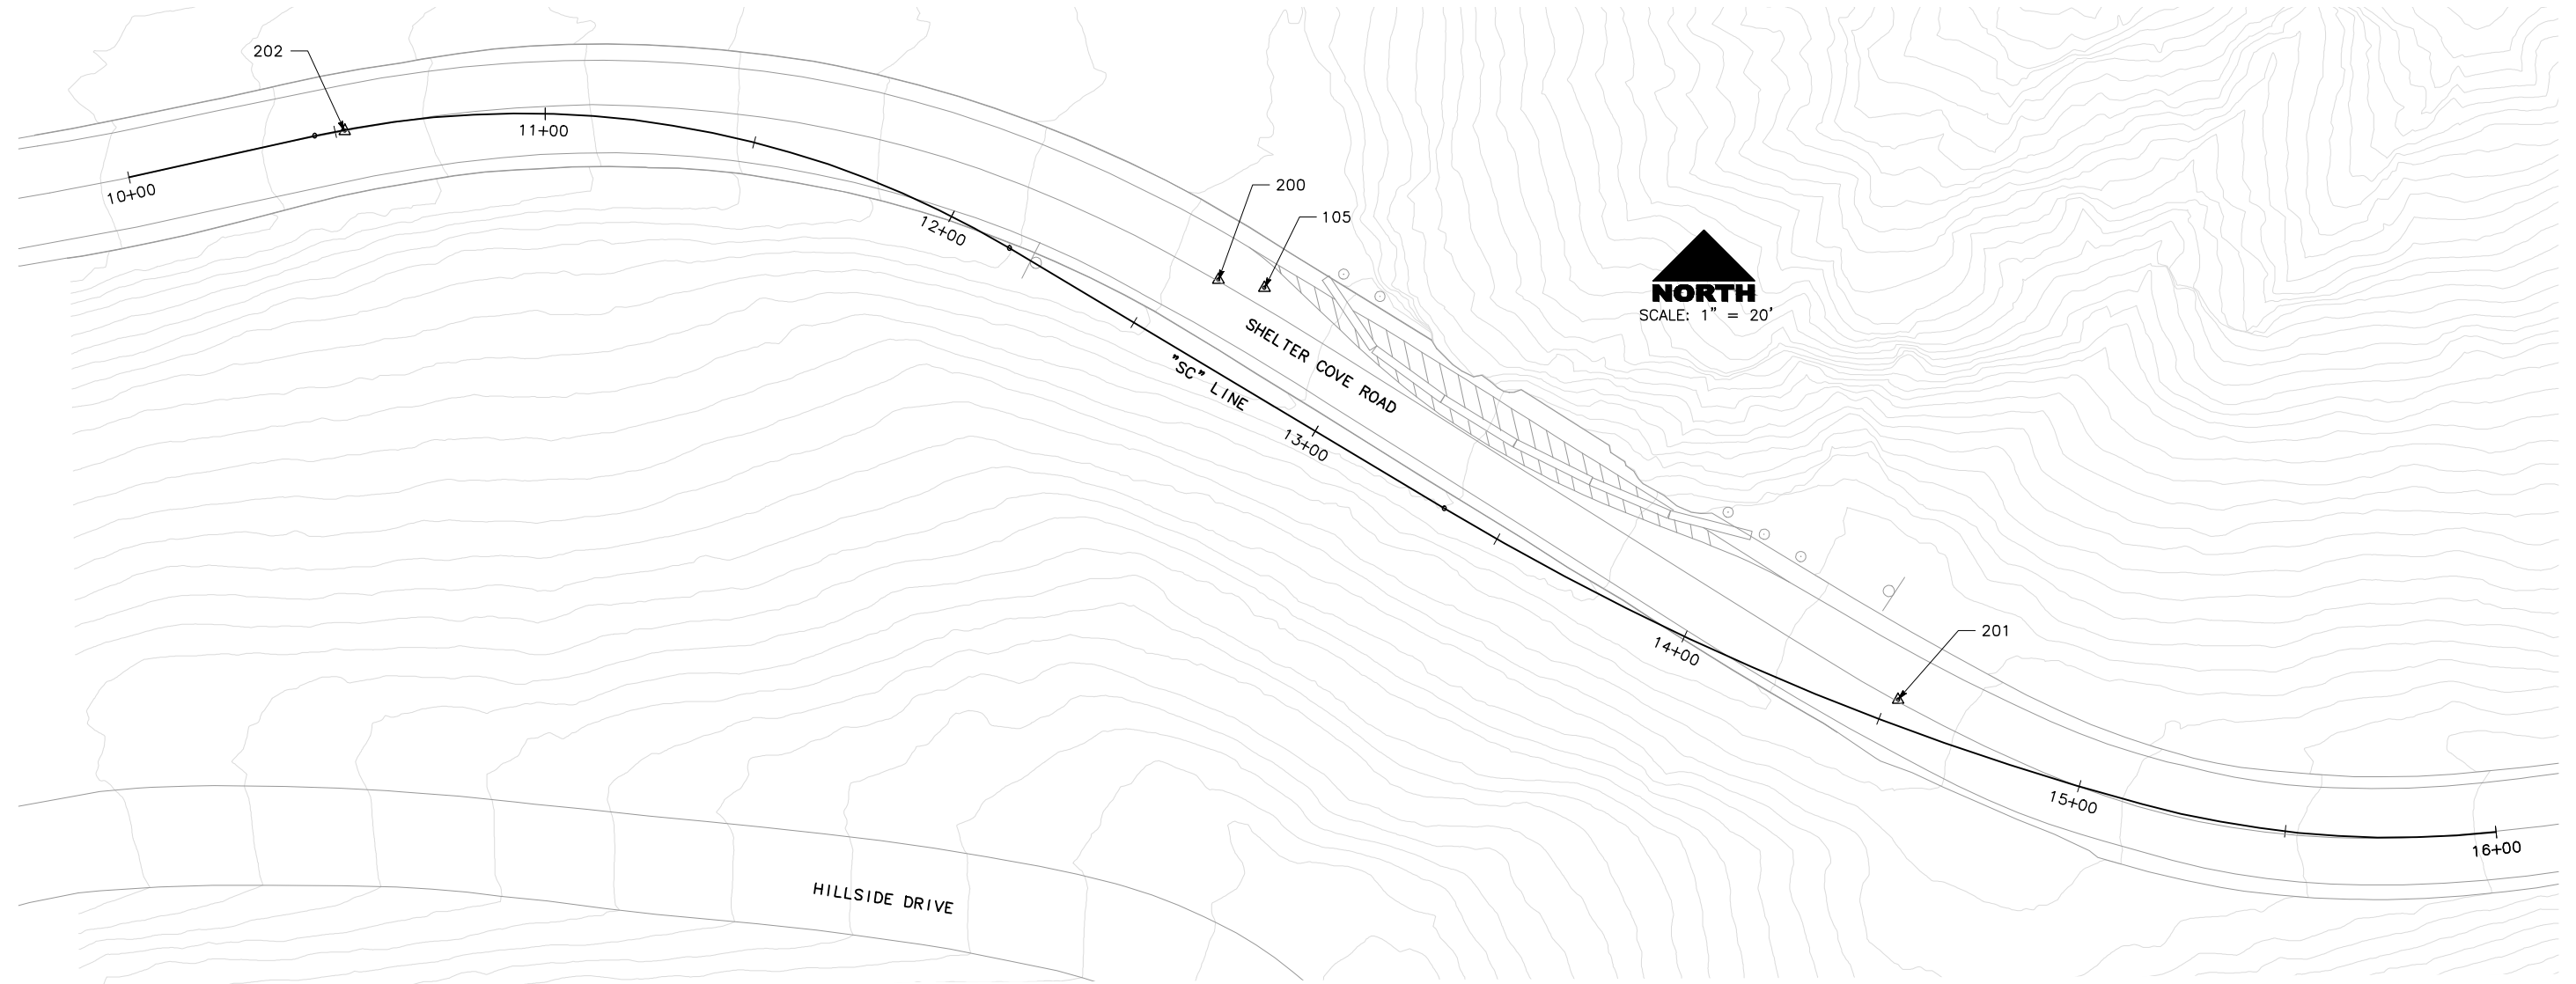 202
11+00
10+00
200
105
12+00
NORTH
SCALE: 1" = 20'
SHELTER COVE ROAD
"SC" LINE
13+00
14+00
201
15+00
16+00
HILLSIDE DRIVE